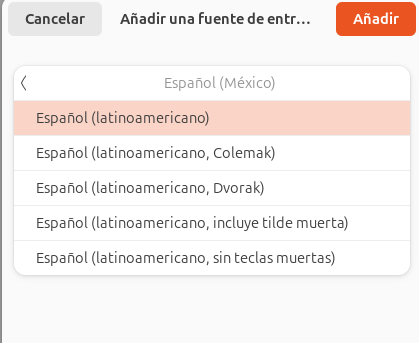 Cancelar Añadir una fuente de entr… Añadir
Español (México)
Español (latinoamericano)
Español (latinoamericano, Colemak)
Español (latinoamericano, Dvorak)
Español (latinoamericano, incluye tilde muerta)
Español (latinoamericano, sin teclas muertas)